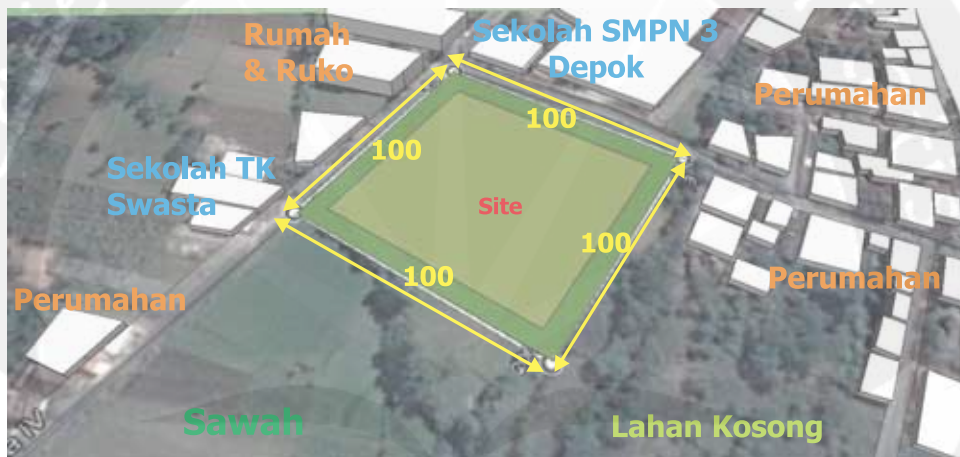 Rumah
& Ruko
Sekolah SMPN 3
Depok
Perumahan
100
100
Sekolah TK
Swasta
Site
100
100
Perumahan
Perumahan
Sawah
Lahan Kosong